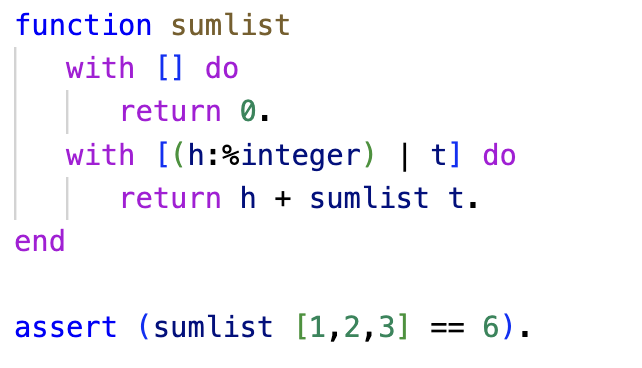 function sumlist
with [] do
return 0.
with [(h:%integer) | t] do
return h + sumlist t.
end
assert (sumlist [1,2,3] == 6).